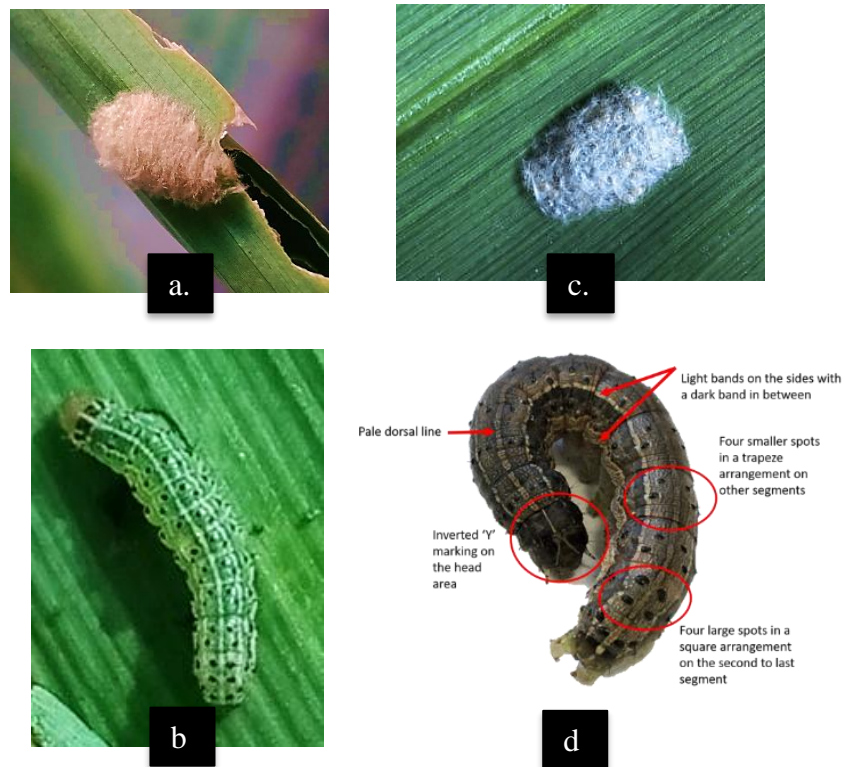 a.
c.
Light bands on the sides with
a dark band in between
Pale dorsal line
Four smaller spots
in a trapeze
arrangement on
other segments
Inverted 'Y'
marking on
the head
area
Four large spots in a
square arrangement
on the second to last
segment
b
d